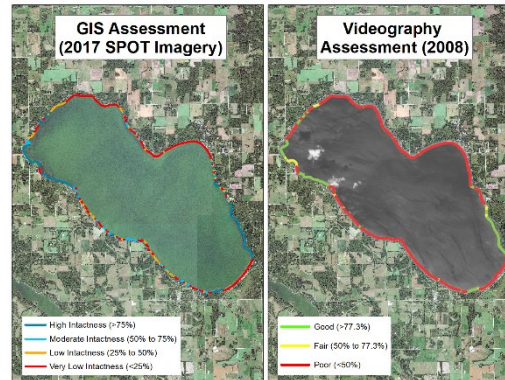 GIS Assessment
(2017 SPOT Imagery)
High Intactness (>75%)
Moderate Intactness (50% to 75%)
Low Intactness (25% to 50%)
Very Low Intactness (<25%)
Videography
Assessment (2008)
Good (>77.3%)
Fair (50% to 77.3%)
Poor (<50%)